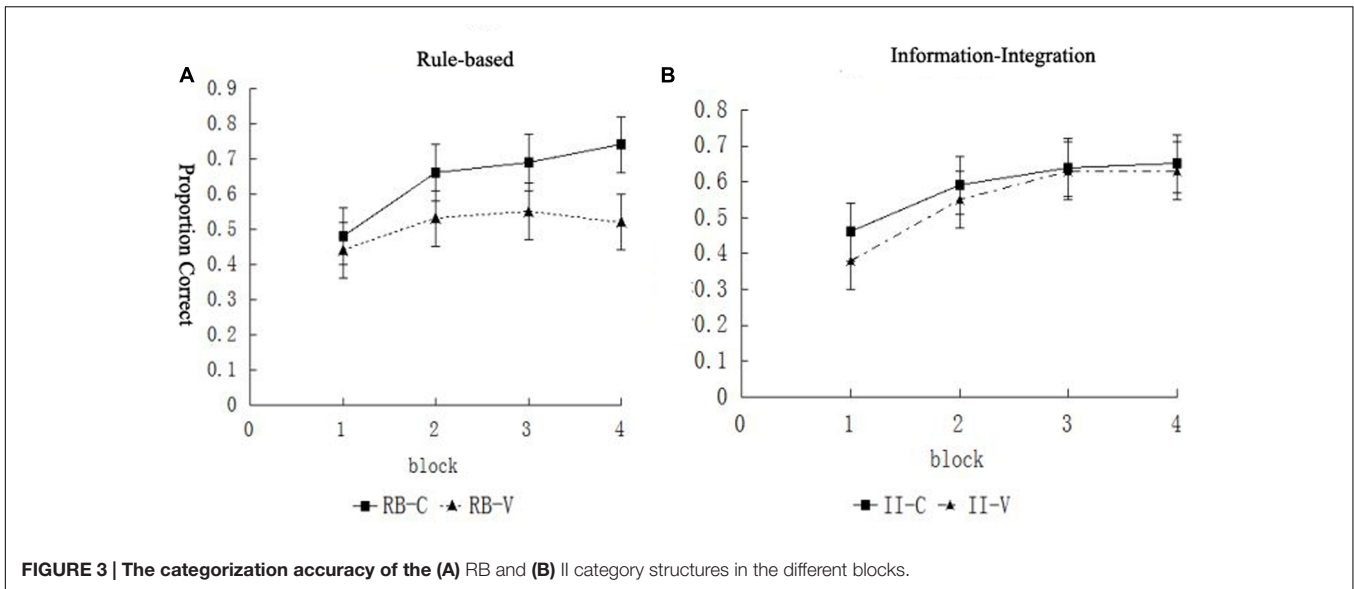 Rule-based
Information-Integration
A
B
Proportion Correct
0.9
0.8
0.7
0.6
0.5
0.4
0.3
0.2
0.1
0
0 1 2 3 4
block
RB-C RB-V
0.8
0.7
0.6
0.5
0.4
0.3
0.2
0.1
0
0 1 2 3 4
block
II-C II-V
FIGURE 3 | The categorization accuracy of the (A) RB and (B) II category structures in the different blocks.